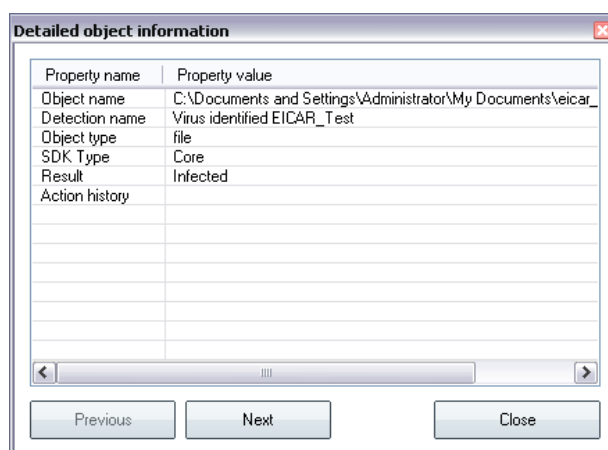 Detailed object information
Property name Property value
Object name C:\Documents and Settings\Administrator\My Documents\eicar_
Detection name Virus identified EICAR_Test
Object type file
SDK Type Core
Result Infected
Action history
Previous Next Close